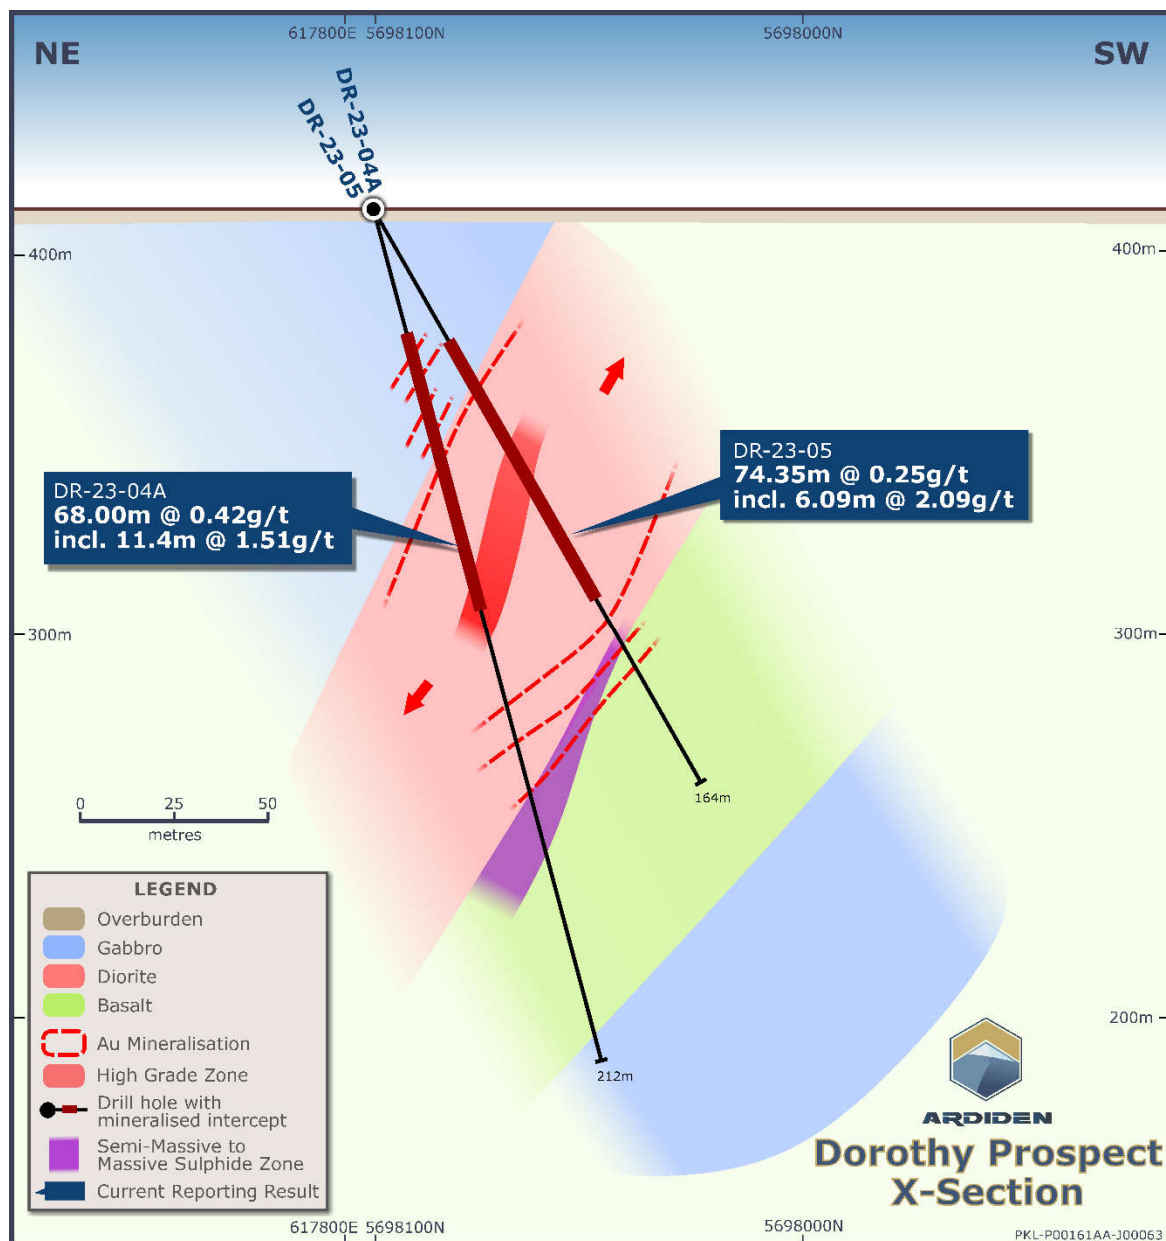 617800E 5698100N
5698000N
NE
SW
DR-23-04A
DR-23-05
400m
400m
DR-23-05
74.35m @ 0.25g/t
incl. 6.09m @ 2.09g/t
DR-23-04A
68.00m @ 0.42g/t
incl. 11.4m @ 1.51g/t
300m
300m
164m
0 25 50
metres
LEGEND
Overburden
Gabbro
Diorite
Basalt
Au Mineralisation
High Grade Zone
Drill hole with
mineralised intercept
Semi-Massive to
Massive Sulphide Zone
Current Reporting Result
200m
212m
ARDIDEN
Dorothy Prospect
X-Section
617800E 5698100N
5698000N
PKL-P00161AA-J00063